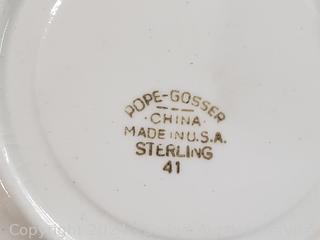 POPE-GOSSER
CHINA
MADE IN U.S.A.
STERLING
41